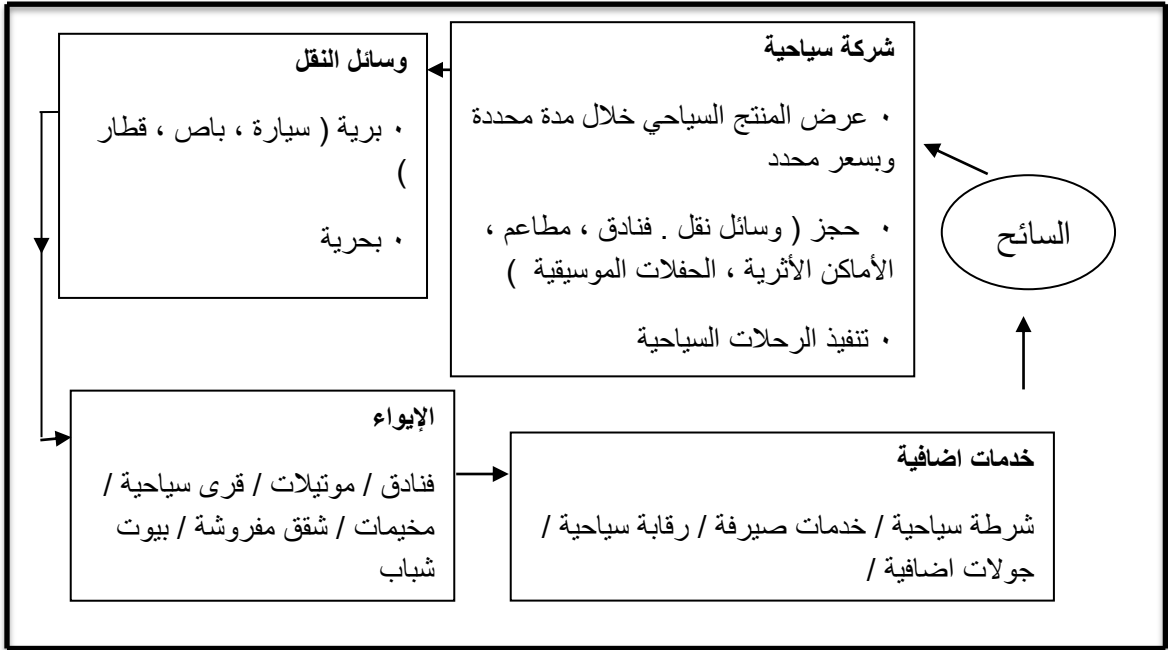 السائح
شركة سياحية
· عرض المنتج السياحي خلال مدة محددة
وبسعر محدد
· حجز ( وسائل نقل . فنادق ، مطاعم ،
الأماكن الأثرية ، الحفلات الموسيقية )
· تنفيذ الرحلات السياحية
وسائل النقل
· برية ( سيارة ، باص ، قطار
)
· بحرية
الإيواء
فنادق / موتيلات / قرى سياحية /
مخيمات / شقق مفروشة / بيوت
شباب
خدمات اضافية
شرطة سياحية / خدمات صيرفة / رقابة سياحية /
جولات اضافية /